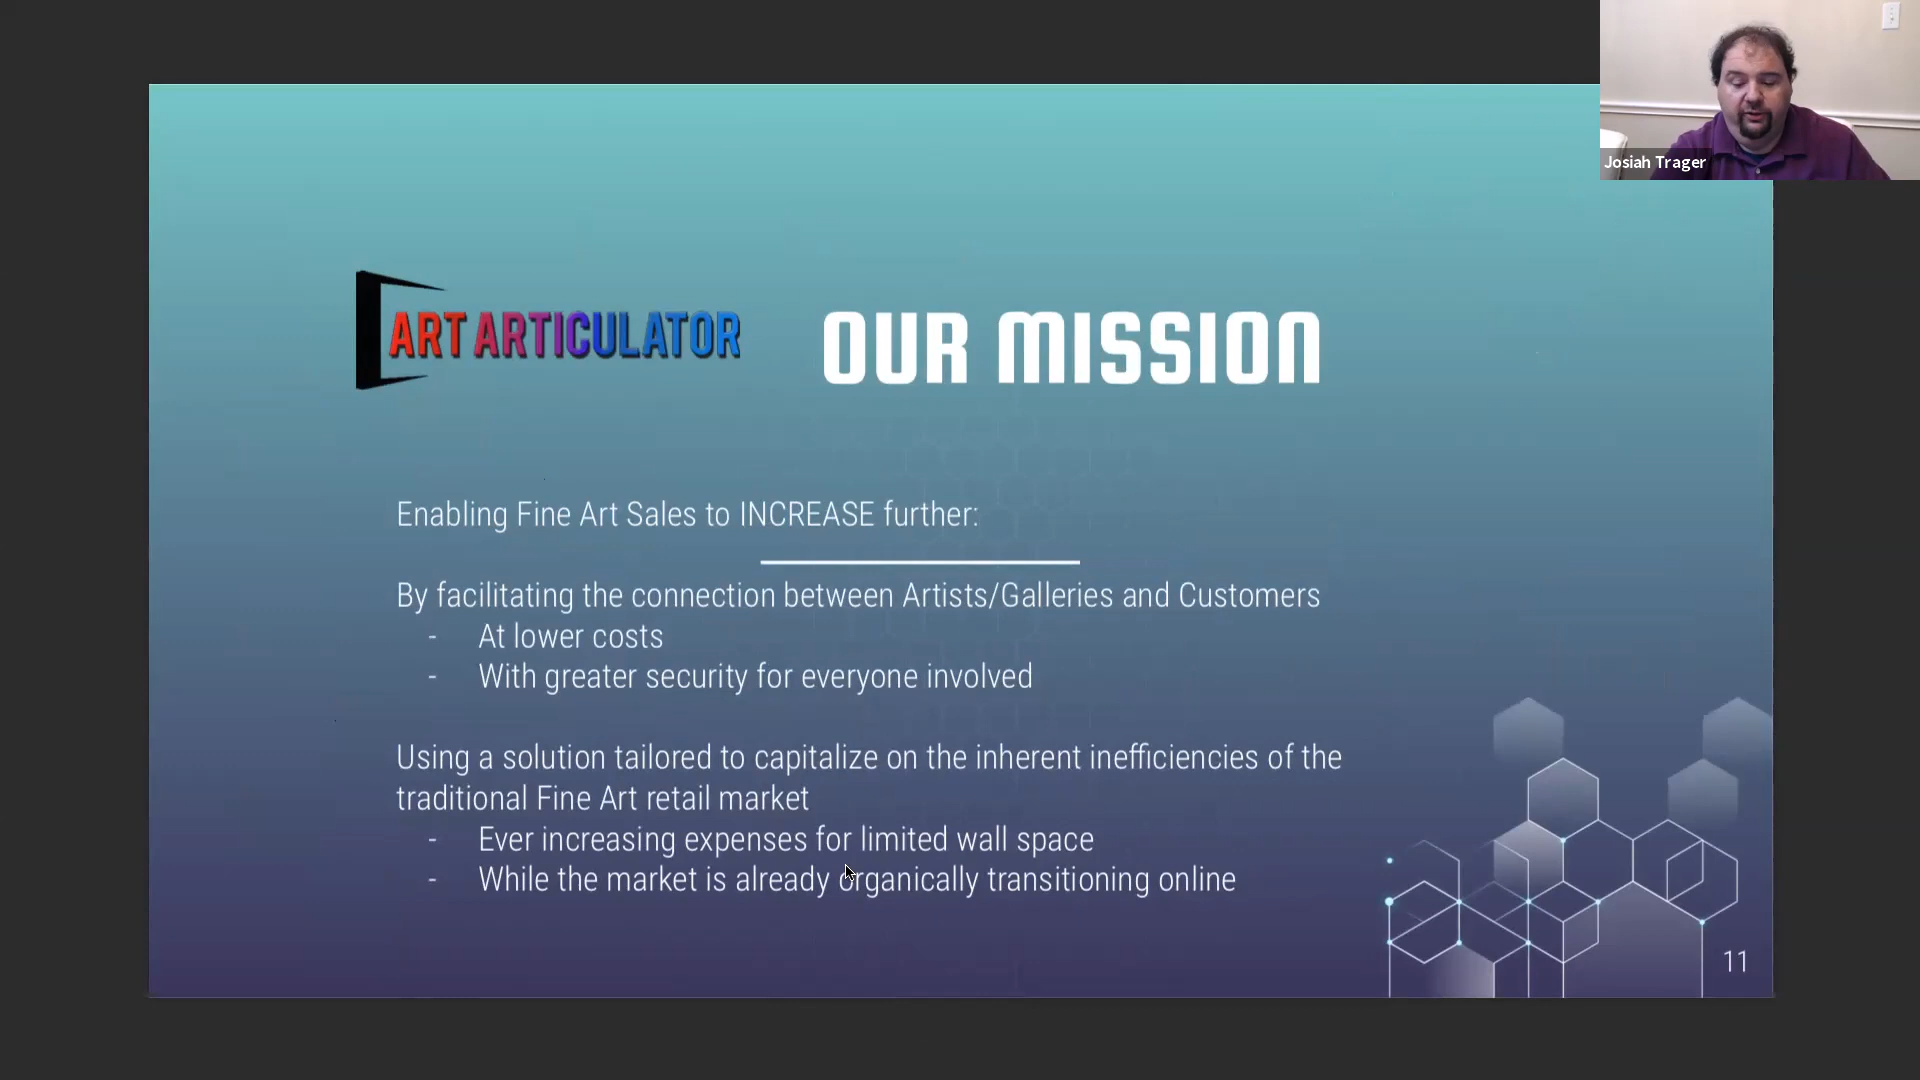 Josiah Trager
ART ARTICULATOR
OUR MISSION
Enabling Fine Art Sales to INCREASE further:
By facilitating the connection between Artists/Galleries and Customers
- At lower costs
- With greater security for everyone involved
Using a solution tailored to capitalize on the inherent inefficiencies of the
traditional Fine Art retail market
- Ever increasing expenses for limited wall space
- While the market is already organically transitioning online
11